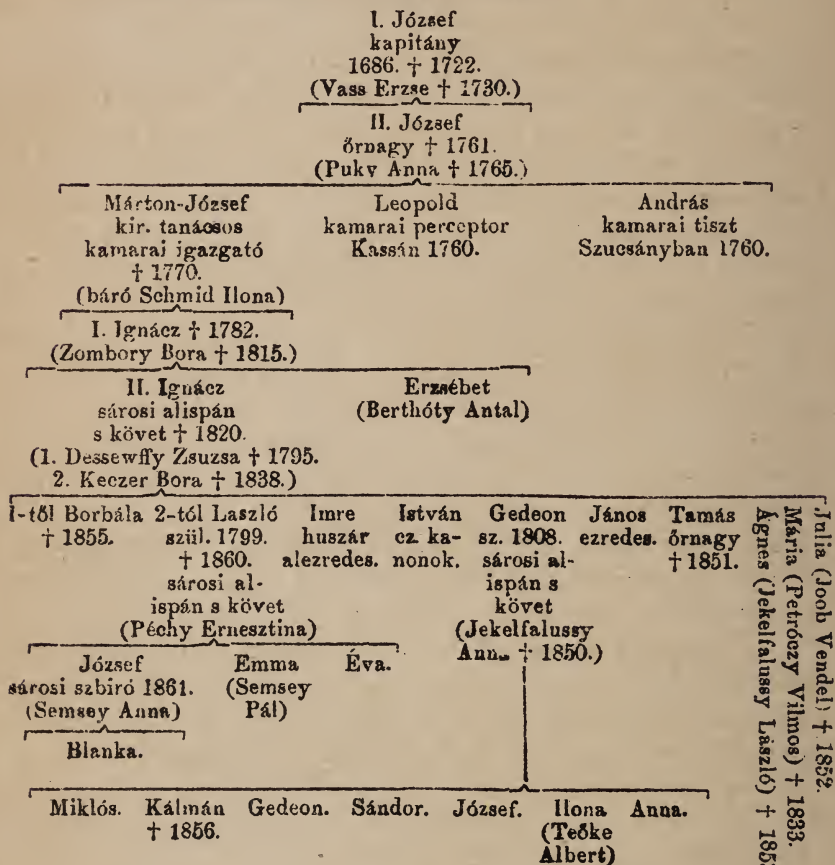 I. József
kapitány
1686. † 1722.
(Vass Erzse † 1730.)
II. József
őrnagy † 1761.
(Puky Anna † 1765.)
Márton-József Leopold András
kir. tanácsos kamarai perceptor kamarai tiszt
kamarai igazgató Kassán 1760. Szucsányban 1760.
† 1770.
(báró Schmid Ilona)
I. Ignácz † 1782.
(Zombory Bora † 1815.)
II. Ignácz Erzsébet
sárosi alispán (Berthóty Antal)
s követ † 1820.
(1. Dessewffy Zsuzsa † 1795.
2. Keczer Bora † 1838.)
1-től Borbála 2-tól Laszló Imre István Gedeon János Tamás
† 1855. szül. 1799. huszár cz. ka- sz. 1808. ezredes. őrnagy
† 1860. alezredes. nonok. sárosi al- † 1851.
sárosi al- ispán s
ispán s követ követ
(Péchy Ernesztina) (Jekelfalussy
József Emma Éva. † 1850.)
sárosi szbiró 1861. (Semsey
(Semsey Anna) Pál)
Blanka.
Julia (Joob Vendel) † 1852.
Mária (Petróczy Vilmos) † 1833.
Ágnes (Jekelfalussy László) †
Miklós. Kálmán Gedeon. Sándor. József. Ilona Anna.
† 1856. (Teőke
Albert)